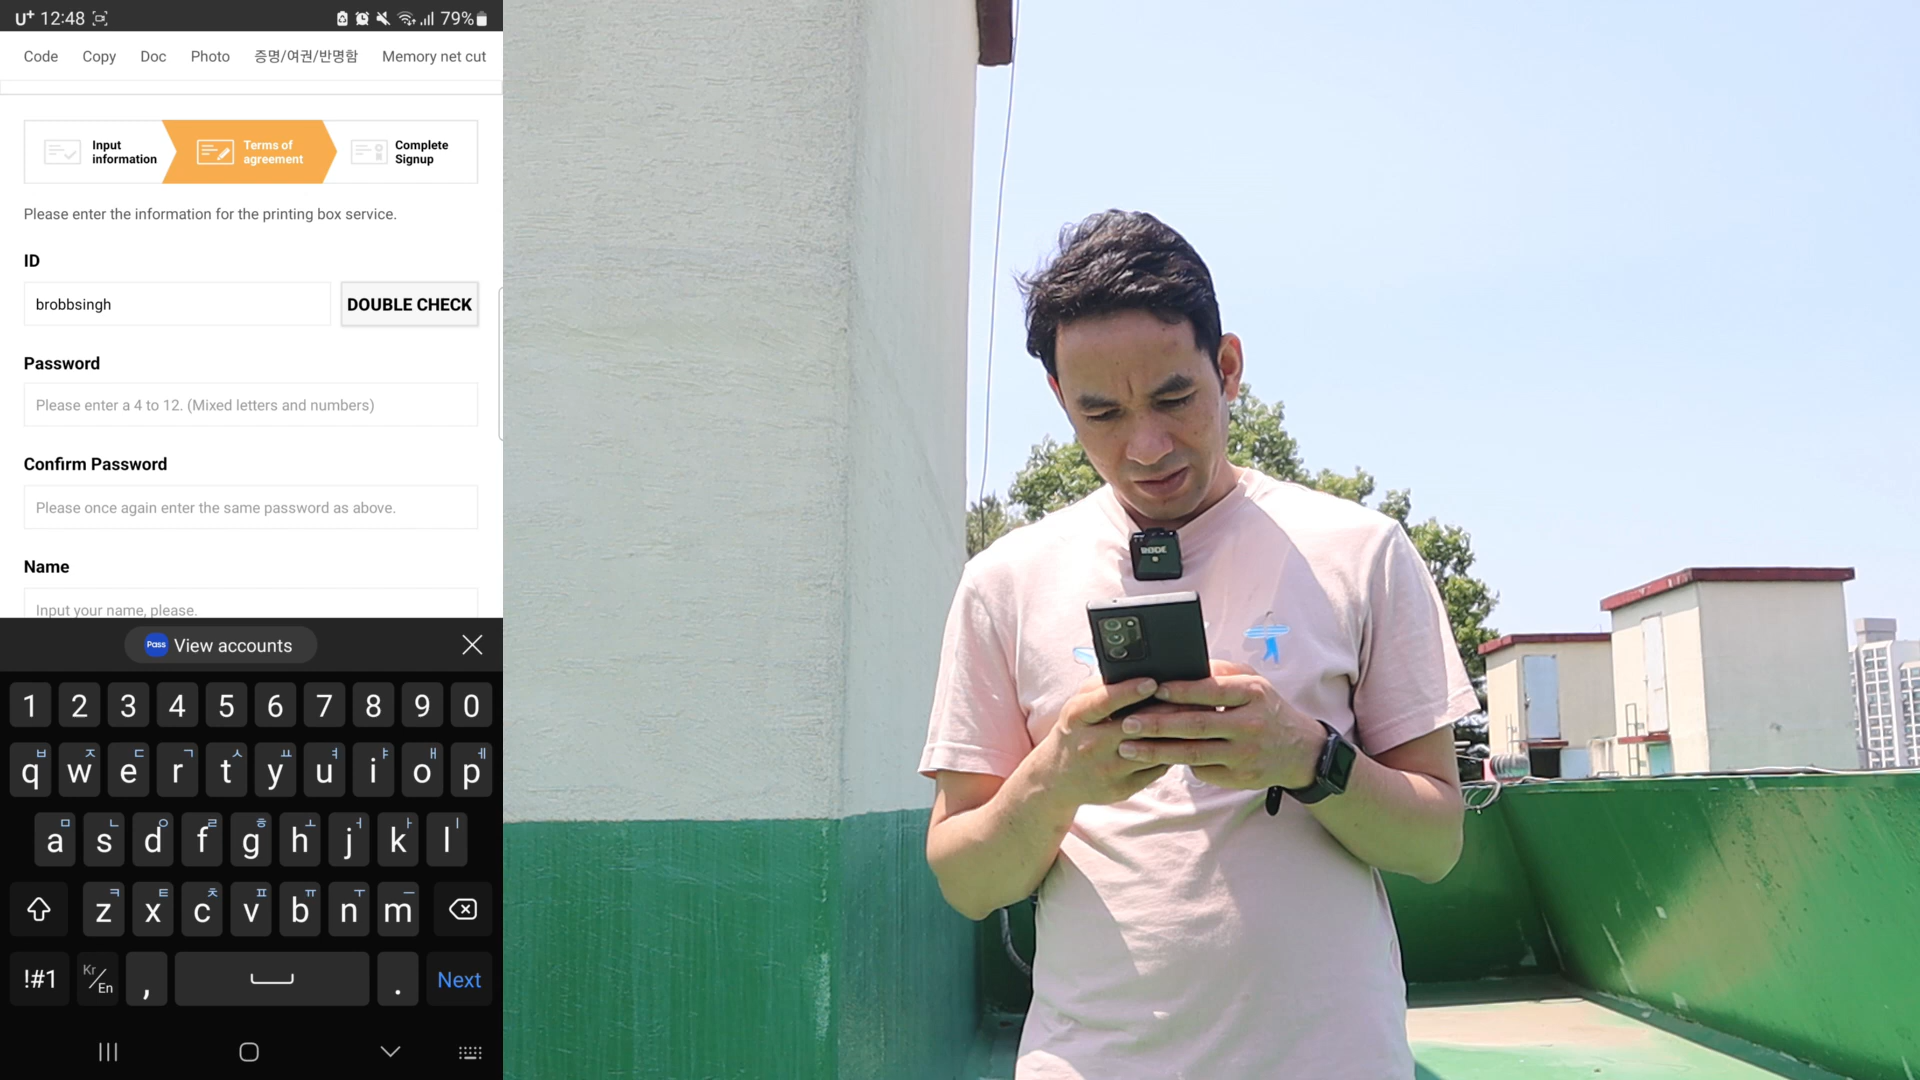 U+ 12:48 79%
Code Copy Doc Photo 증명/여권/반명함 Memory net cut
Input
information
Terms of
agreement
Complete
Signup
Please enter the information for the printing box service.
ID
brobbsingh
DOUBLE CHECK
Password
Please enter a 4 to 12. (Mixed letters and numbers)
Confirm Password
Please once again enter the same password as above.
Name
Input your name, please.
Pass View accounts
1 2 3 4 5 6 7 8 9 0
ㅂ ㅈ ㄷ ㄱ ㅅ ㅛ ㅕ ㅑ ㅐ ㅔ
q w e r t y u i o p
ㅁ ㄴ ㅇ ㄹ ㅎ ㅗ ㅓ ㅏ ㅣ
a s d f g h j k l
ㅋ ㅌ ㅊ ㅍ ㅠ ㅜ ㅡ
z x c v b n m
!#1 Kr/En , . Next
RØDE